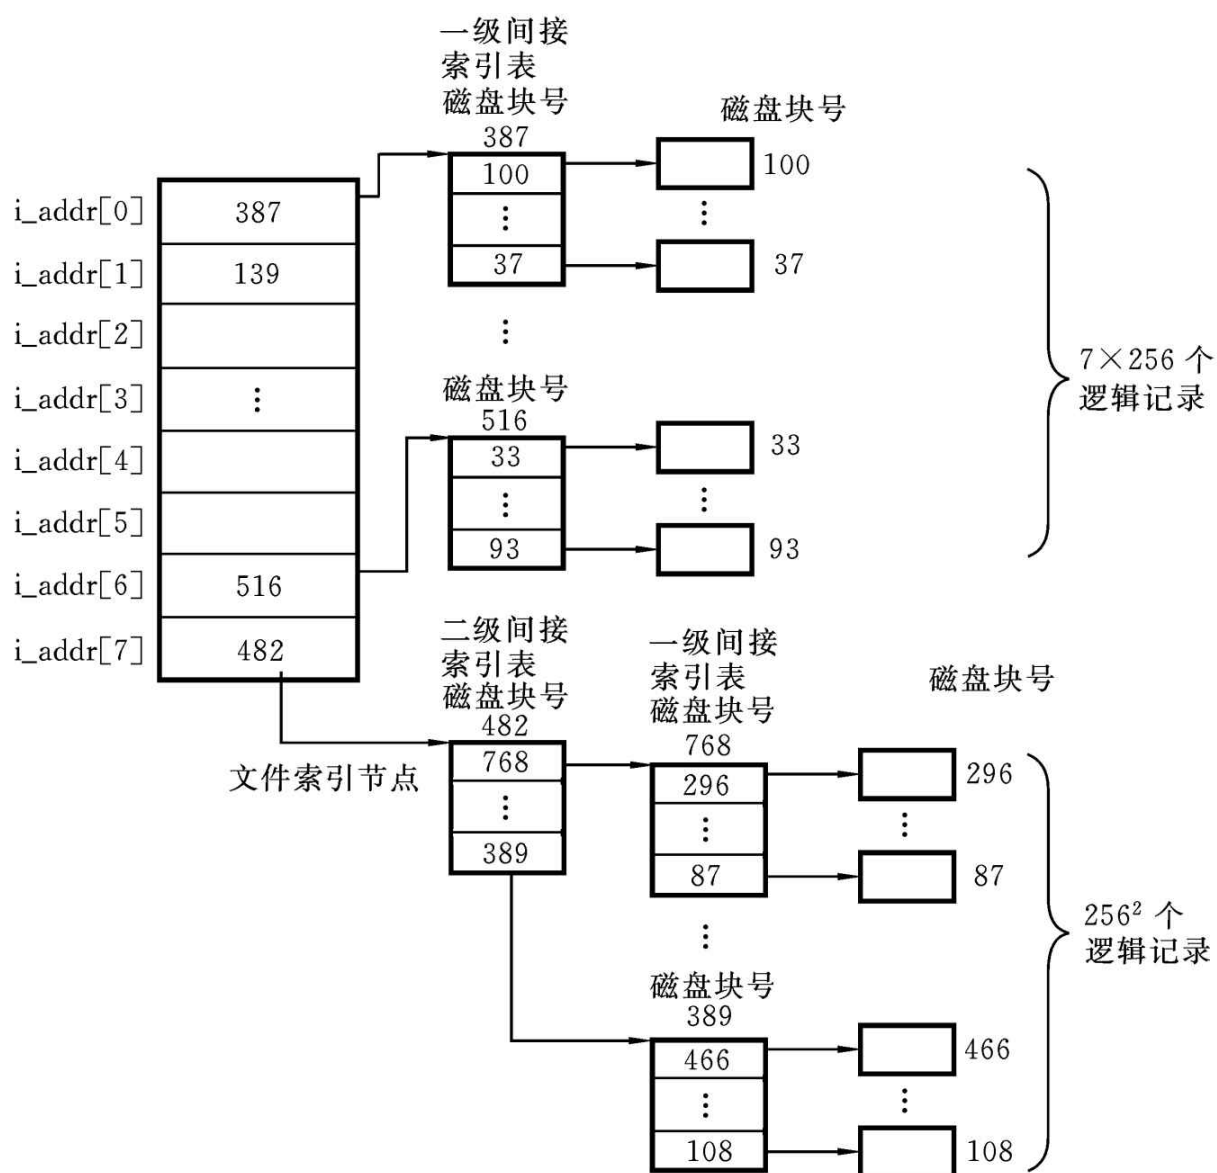 一级间接
索引表
磁盘块号
387
100
⋮
37
磁盘块号
100
⋮
37
i_addr[0]
387
i_addr[1]
139
i_addr[2]
i_addr[3]
⋮
i_addr[4]
i_addr[5]
i_addr[6]
516
i_addr[7]
482
文件索引节点
⋮
磁盘块号
516
33
⋮
93
33
⋮
93
7×256 个
逻辑记录
二级间接
索引表
磁盘块号
482
768
⋮
389
一级间接
索引表
磁盘块号
768
296
⋮
87
磁盘块号
296
⋮
87
⋮
磁盘块号
389
466
⋮
108
466
⋮
108
256² 个
逻辑记录